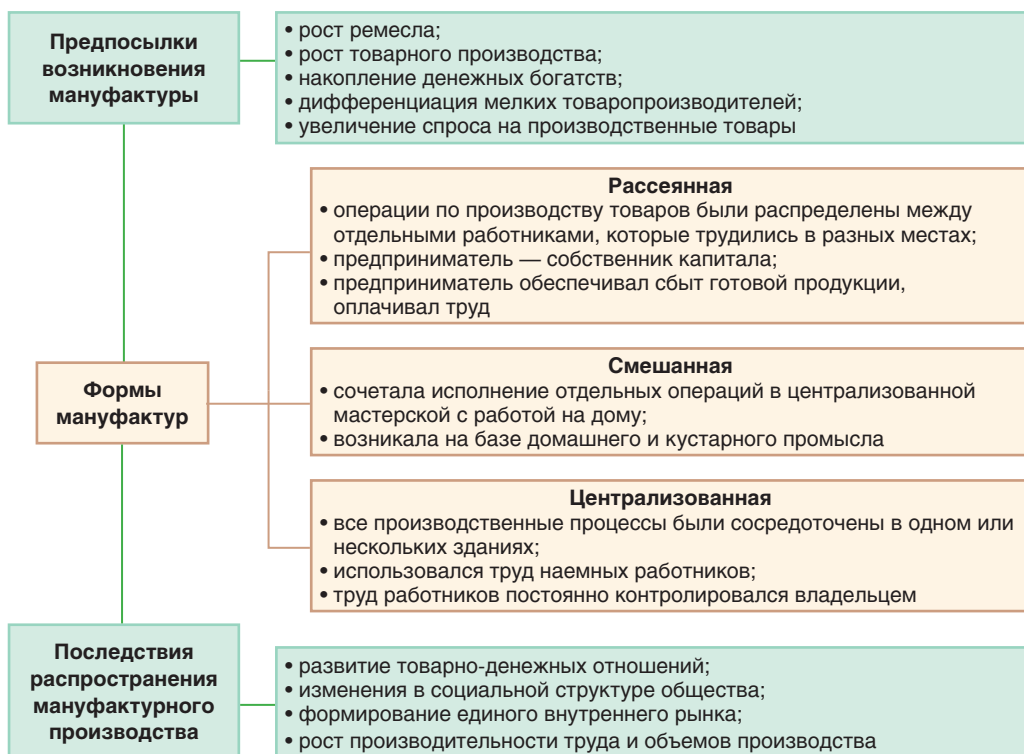 Предпосылки
возникновения
мануфактуры
• рост ремесла;
• рост товарного производства;
• накопление денежных богатств;
• дифференциация мелких товаропроизводителей;
• увеличение спроса на производственные товары
Формы
мануфактур
Рассеянная
• операции по производству товаров были распределены между
отдельными работниками, которые трудились в разных местах;
• предприниматель — собственник капитала;
• предприниматель обеспечивал сбыт готовой продукции,
оплачивал труд
Смешанная
• сочетала исполнение отдельных операций в централизованной
мастерской с работой на дому;
• возникала на базе домашнего и кустарного промысла
Централизованная
• все производственные процессы были сосредоточены в одном или
нескольких зданиях;
• использовался труд наемных работников;
• труд работников постоянно контролировался владельцем
Последствия
распространения
мануфактурного
производства
• развитие товарно-денежных отношений;
• изменения в социальной структуре общества;
• формирование единого внутреннего рынка;
• рост производительности труда и объемов производства